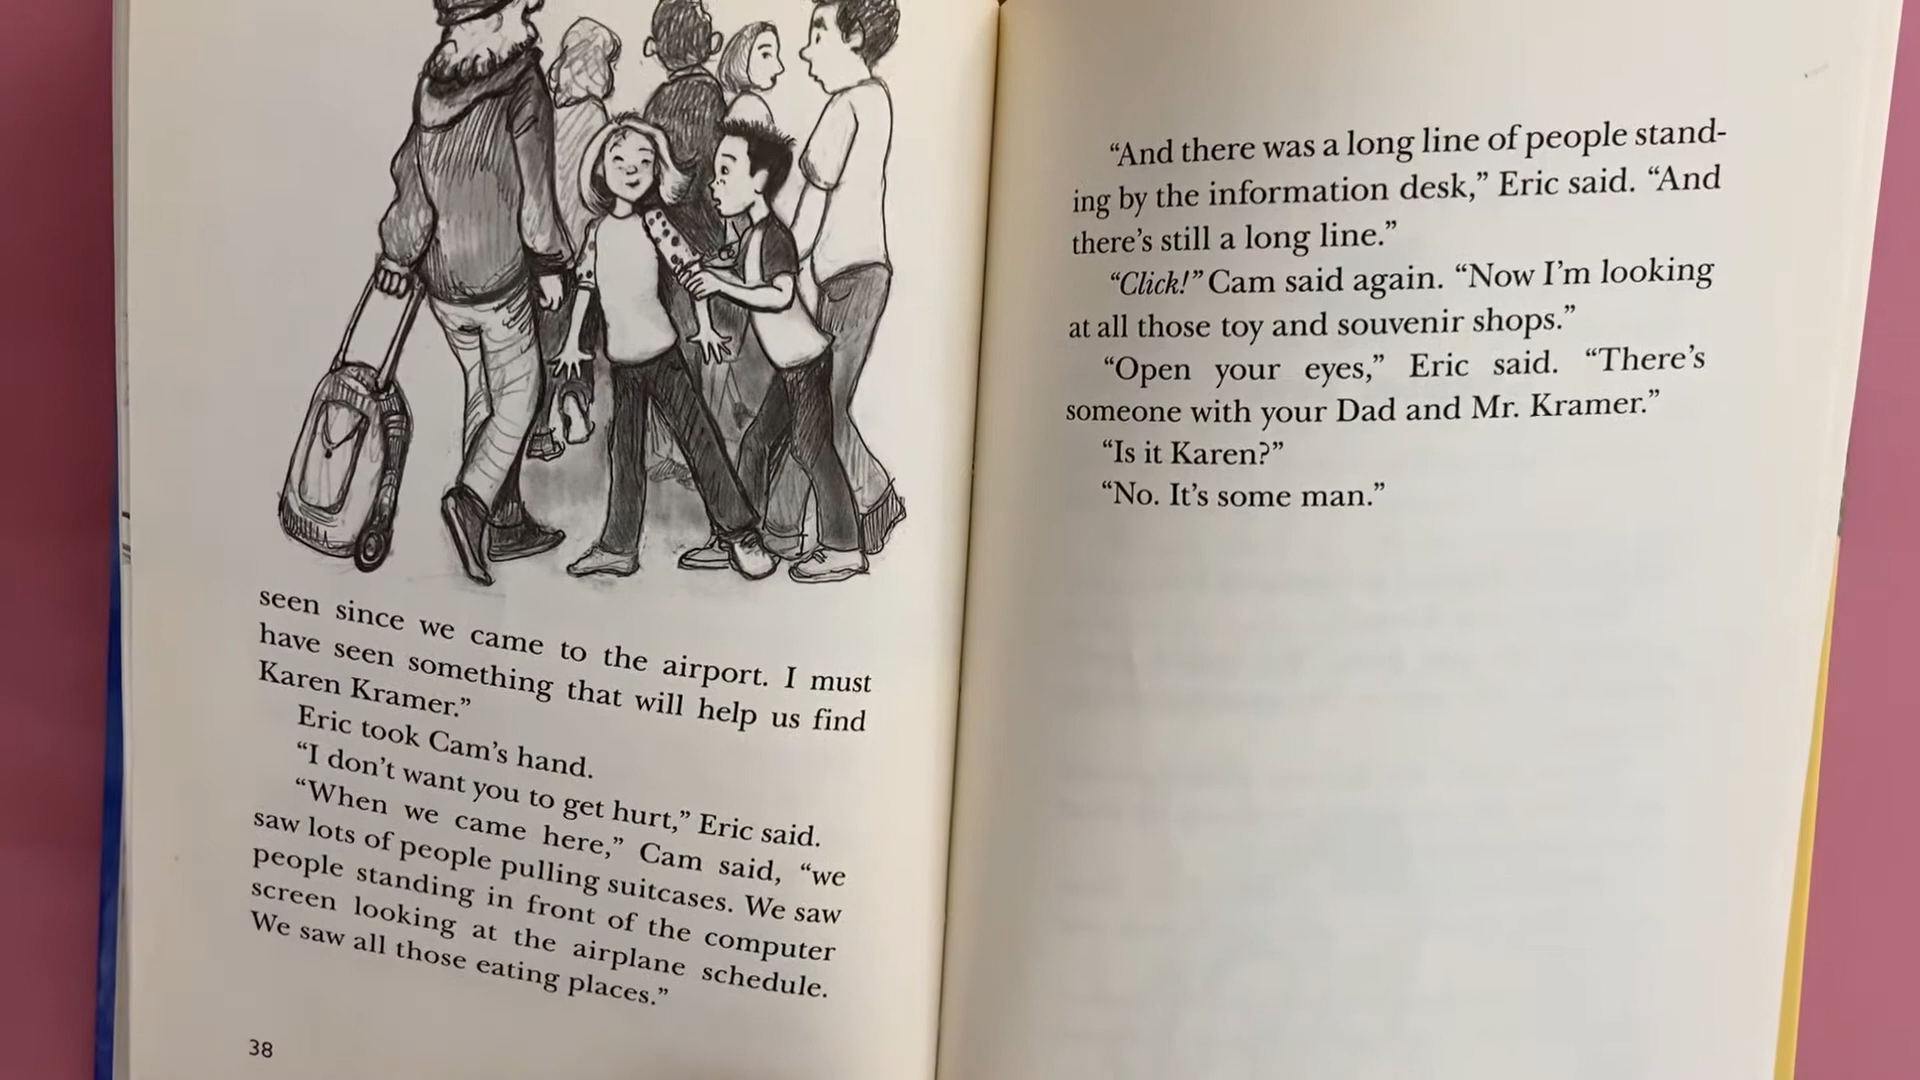 seen since we came to the airport. I must
have seen something that will help us find
Karen Kramer.”
Eric took Cam’s hand.
“I don’t want you to get hurt,” Eric said.
“When we came here,” Cam said, “we
saw lots of people pulling suitcases. We saw
people standing in front of the computer
screen looking at the airplane schedule.
We saw all those eating places.”
38
“And there was a long line of people stand-
ing by the information desk,” Eric said. “And
there’s still a long line.”
“Click!” Cam said again. “Now I’m looking
at all those toy and souvenir shops.”
“Open your eyes,” Eric said. “There’s
someone with your Dad and Mr. Kramer.”
“Is it Karen?”
“No. It’s some man.”